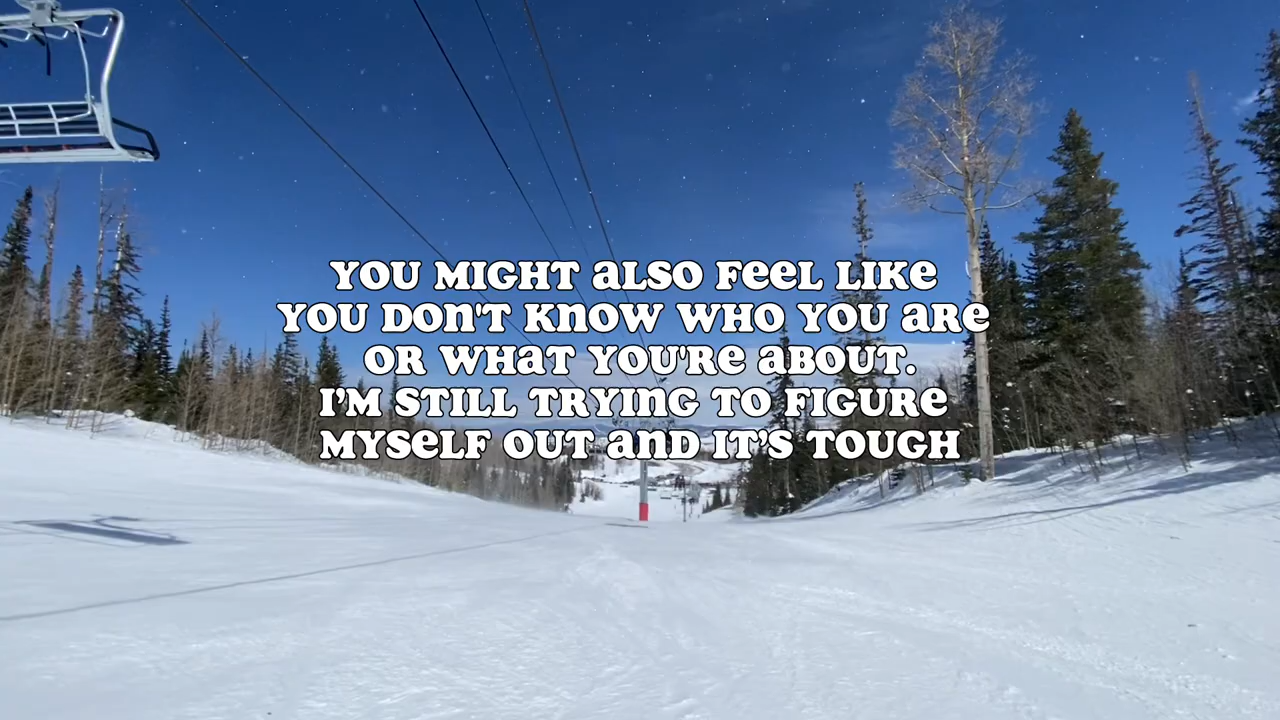 YOU MIGHT aLSO FeeL LIKe
YOU DOn'T KnOW WHO YOU aRe
OR WHaT YOU'Re aBOUT.
I’M STILL TRYInG TO FIGURe
MYSeLF OUT anD IT’S TOUGH